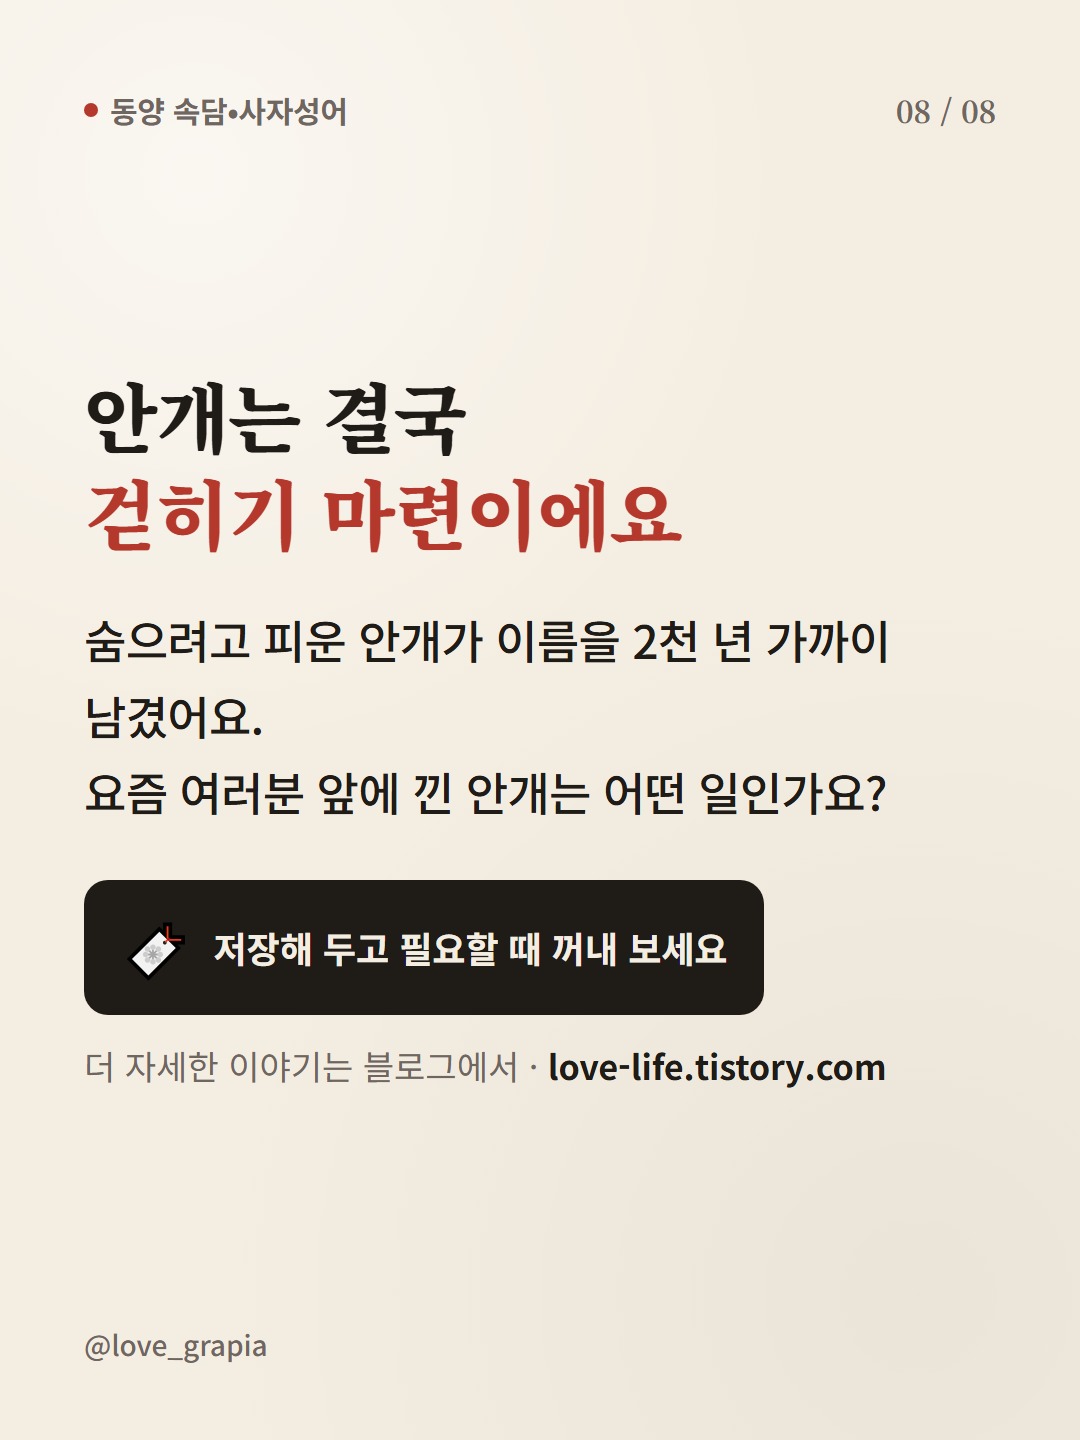 동양 속담•사자성어
08 / 08
안개는 결국
걷히기 마련이에요
숨으려고 피운 안개가 이름을 2천 년 가까이
남겼어요.
요즘 여러분 앞에 낀 안개는 어떤 일인가요?
저장해 두고 필요할 때 꺼내 보세요
더 자세한 이야기는 블로그에서 · love-life.tistory.com
@love_grapia